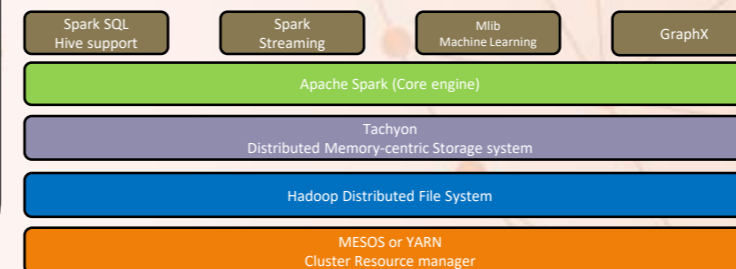 Spark SQL
Hive support
Spark
Streaming
Mlib
Machine Learning
GraphX
Apache Spark (Core engine)
Tachyon
Distributed Memory-centric Storage system
Hadoop Distributed File System
MESOS or YARN
Cluster Resource manager